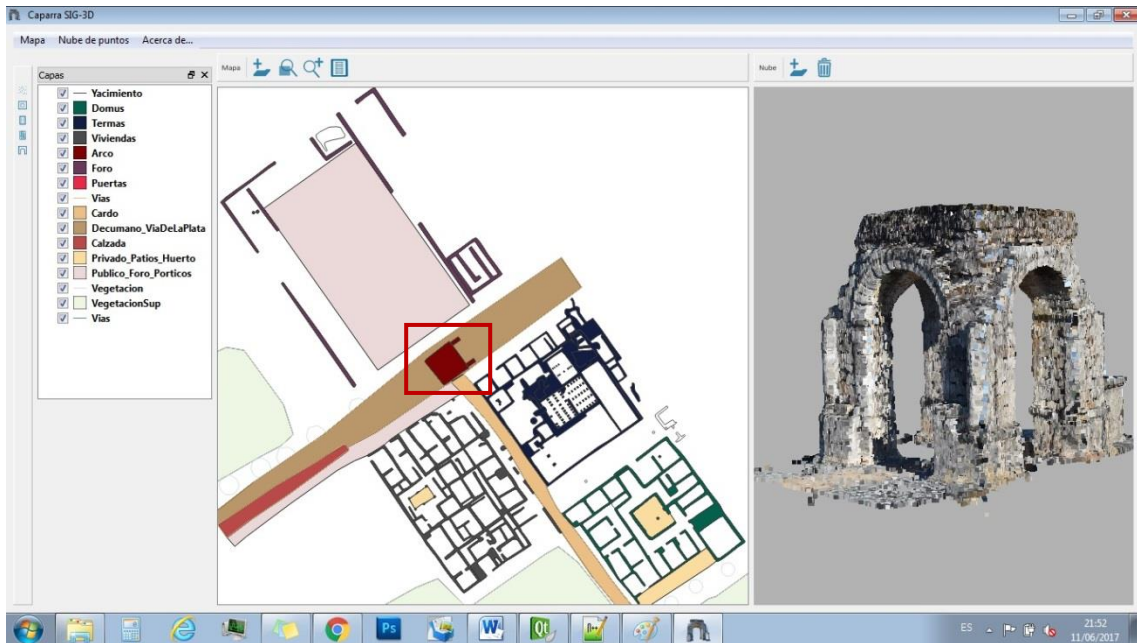 Caparra SIG-3D
Mapa Nube de puntos Acerca de...
Capas
Yacimiento
Domus
Termas
Viviendas
Arco
Foro
Puertas
Vias
Cardo
Decumano_ViaDeLaPlata
Calzada
Privado_Patios_Huerto
Publico_Foro_Porticos
Vegetacion
VegetacionSup
Vias
Mapa
Nube
ES
21:52
11/06/2017